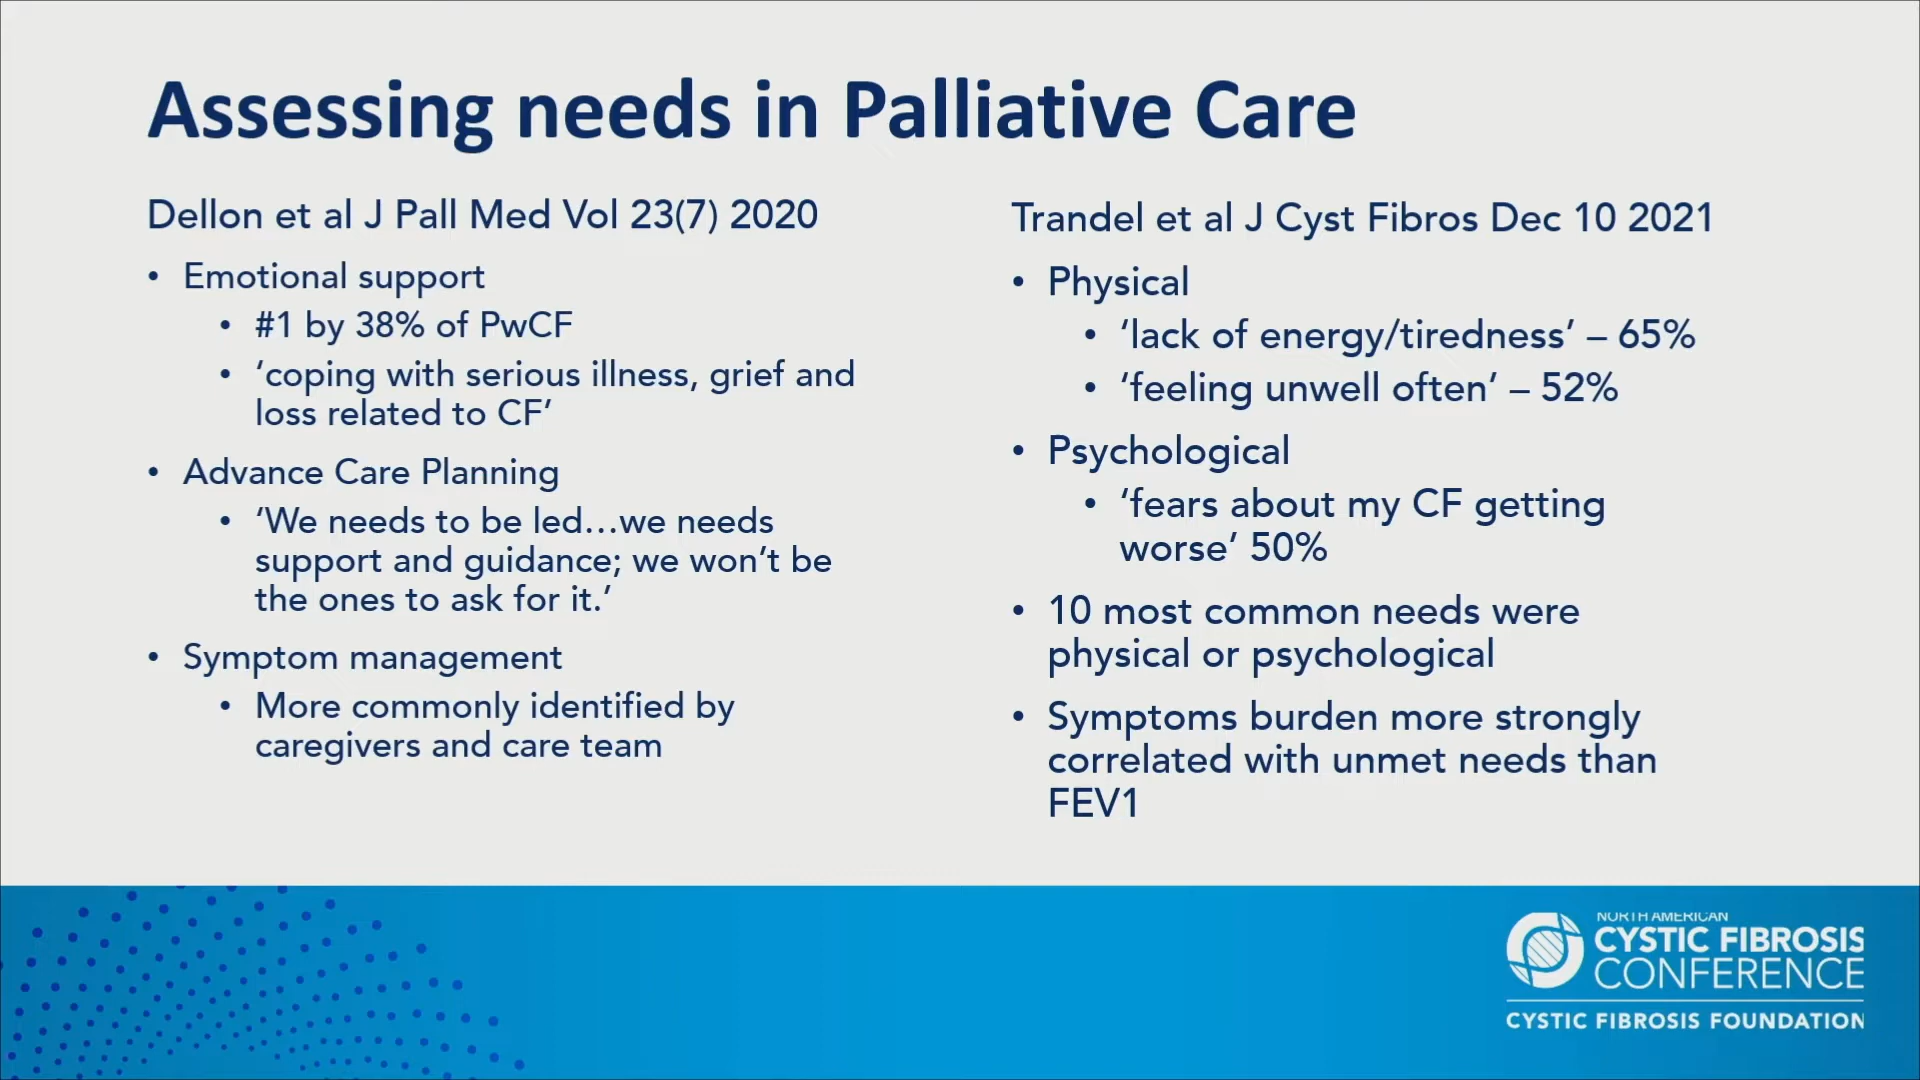 Assessing needs in Palliative Care
Dellon et al J Pall Med Vol 23(7) 2020
• Emotional support
• #1 by 38% of PwCF
• ‘coping with serious illness, grief and
loss related to CF’
• Advance Care Planning
• ‘We needs to be led…we needs
support and guidance; we won’t be
the ones to ask for it.’
• Symptom management
• More commonly identified by
caregivers and care team
Trandel et al J Cyst Fibros Dec 10 2021
• Physical
• ‘lack of energy/tiredness’ – 65%
• ‘feeling unwell often’ – 52%
• Psychological
• ‘fears about my CF getting
worse’ 50%
• 10 most common needs were
physical or psychological
• Symptoms burden more strongly
correlated with unmet needs than
FEV1
NORTH AMERICAN
CYSTIC FIBROSIS
CONFERENCE
CYSTIC FIBROSIS FOUNDATION